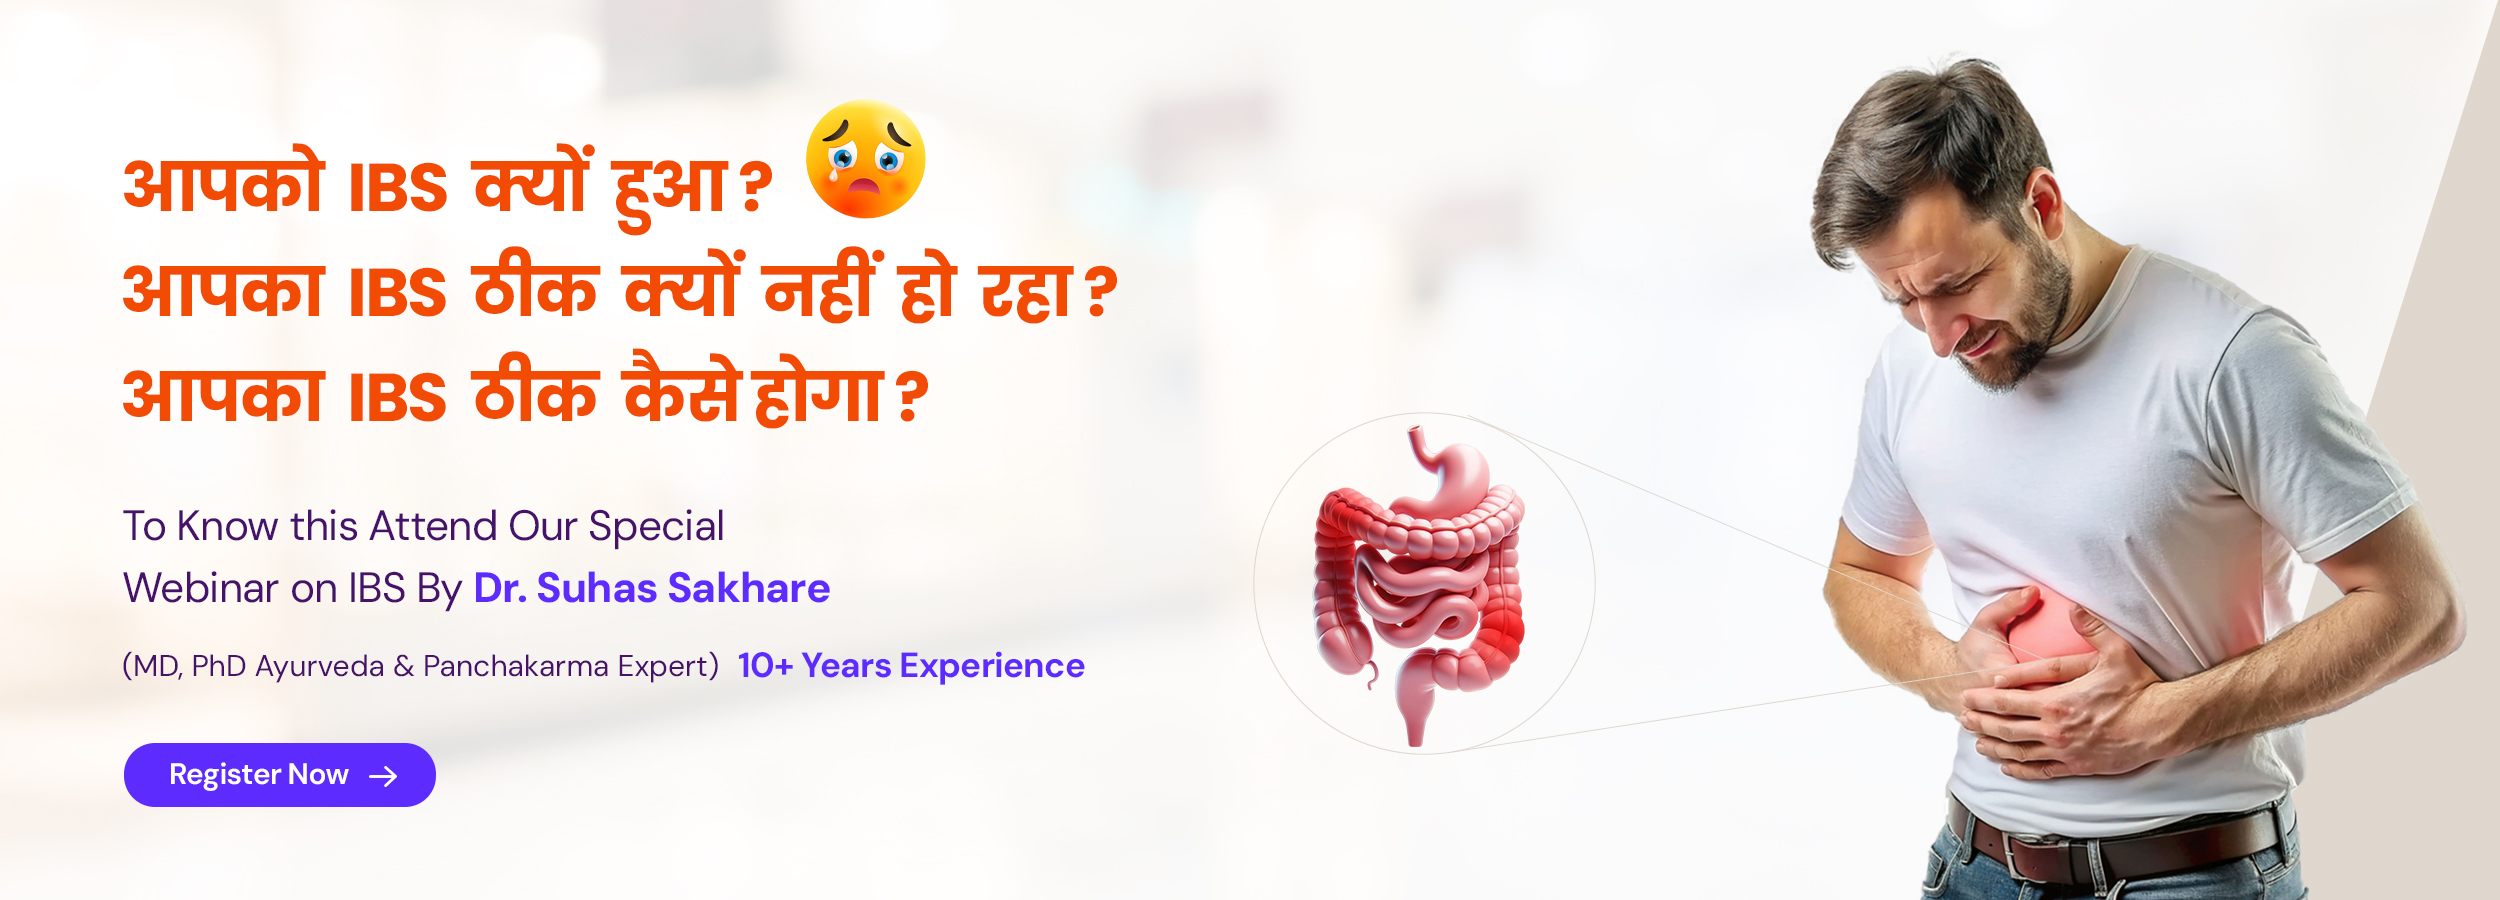 आपको IBS क्यों हुआ ?
आपका IBS ठीक क्यों नहीं हो रहा ?
आपका IBS ठीक कैसे होगा ?
To Know this Attend Our Special
Webinar on IBS By Dr. Suhas Sakhare
(MD, PhD Ayurveda & Panchakarma Expert) 10+ Years Experience
Register Now